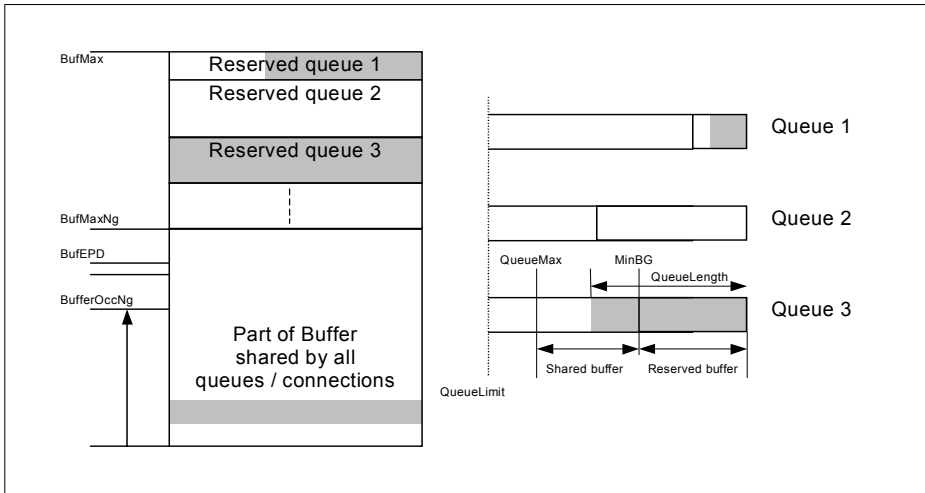 BufMax
Reserved queue 1
Reserved queue 2
Reserved queue 3
BufMaxNg
BufEPD
BufferOccNg
Part of Buffer
shared by all
queues / connections
Queue 1
Queue 2
QueueMax
MinBG
QueueLength
Queue 3
Shared buffer
Reserved buffer
QueueLimit